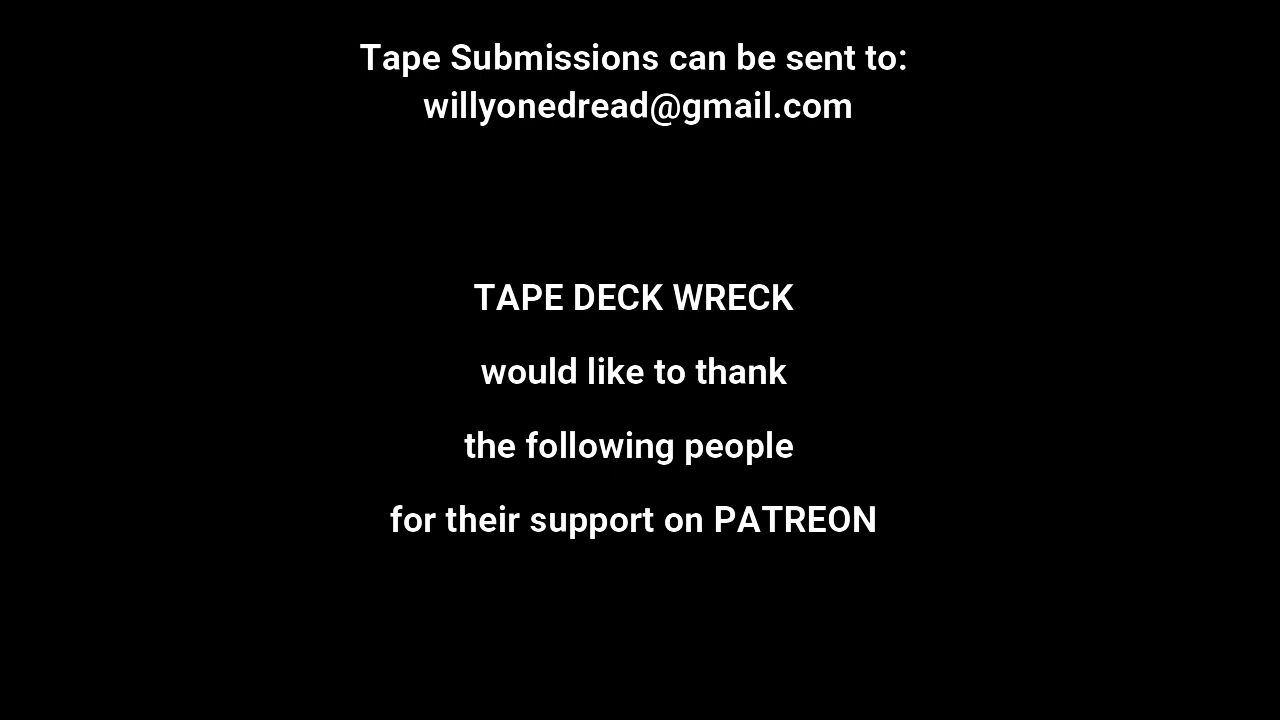 Tape Submissions can be sent to:
willyonedread@gmail.com
TAPE DECK WRECK
would like to thank
the following people
for their support on PATREON